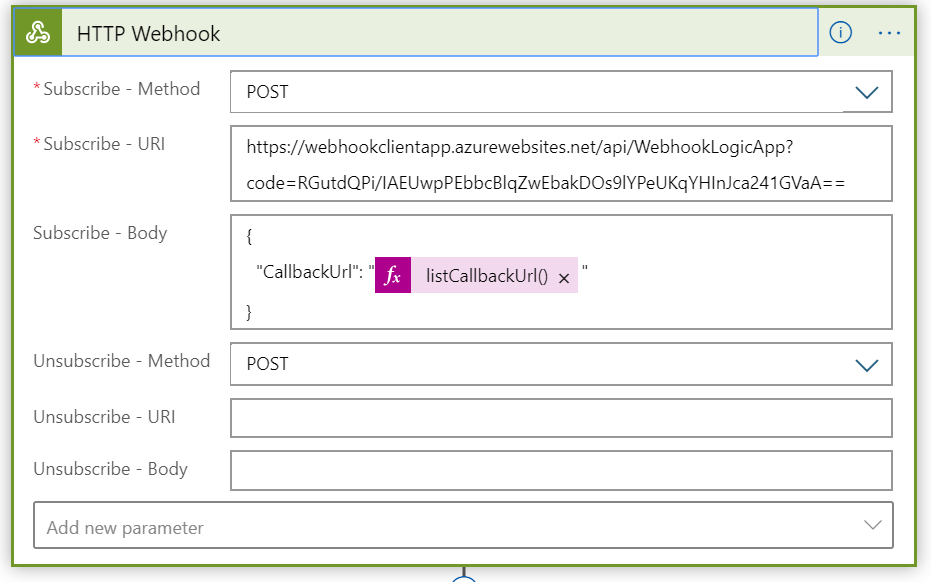 HTTP Webhook
* Subscribe - Method
POST
* Subscribe - URI
https://webhookclientapp.azurewebsites.net/api/WebhookLogicApp?
code=RGutdQPi/IAEUwpPEbbcBlqZwEbakDOs9lYPeUKqYHInJca241GVaA==
Subscribe - Body
{
"CallbackUrl": "fx listCallbackUrl() × "
}
Unsubscribe - Method
POST
Unsubscribe - URI
Unsubscribe - Body
Add new parameter